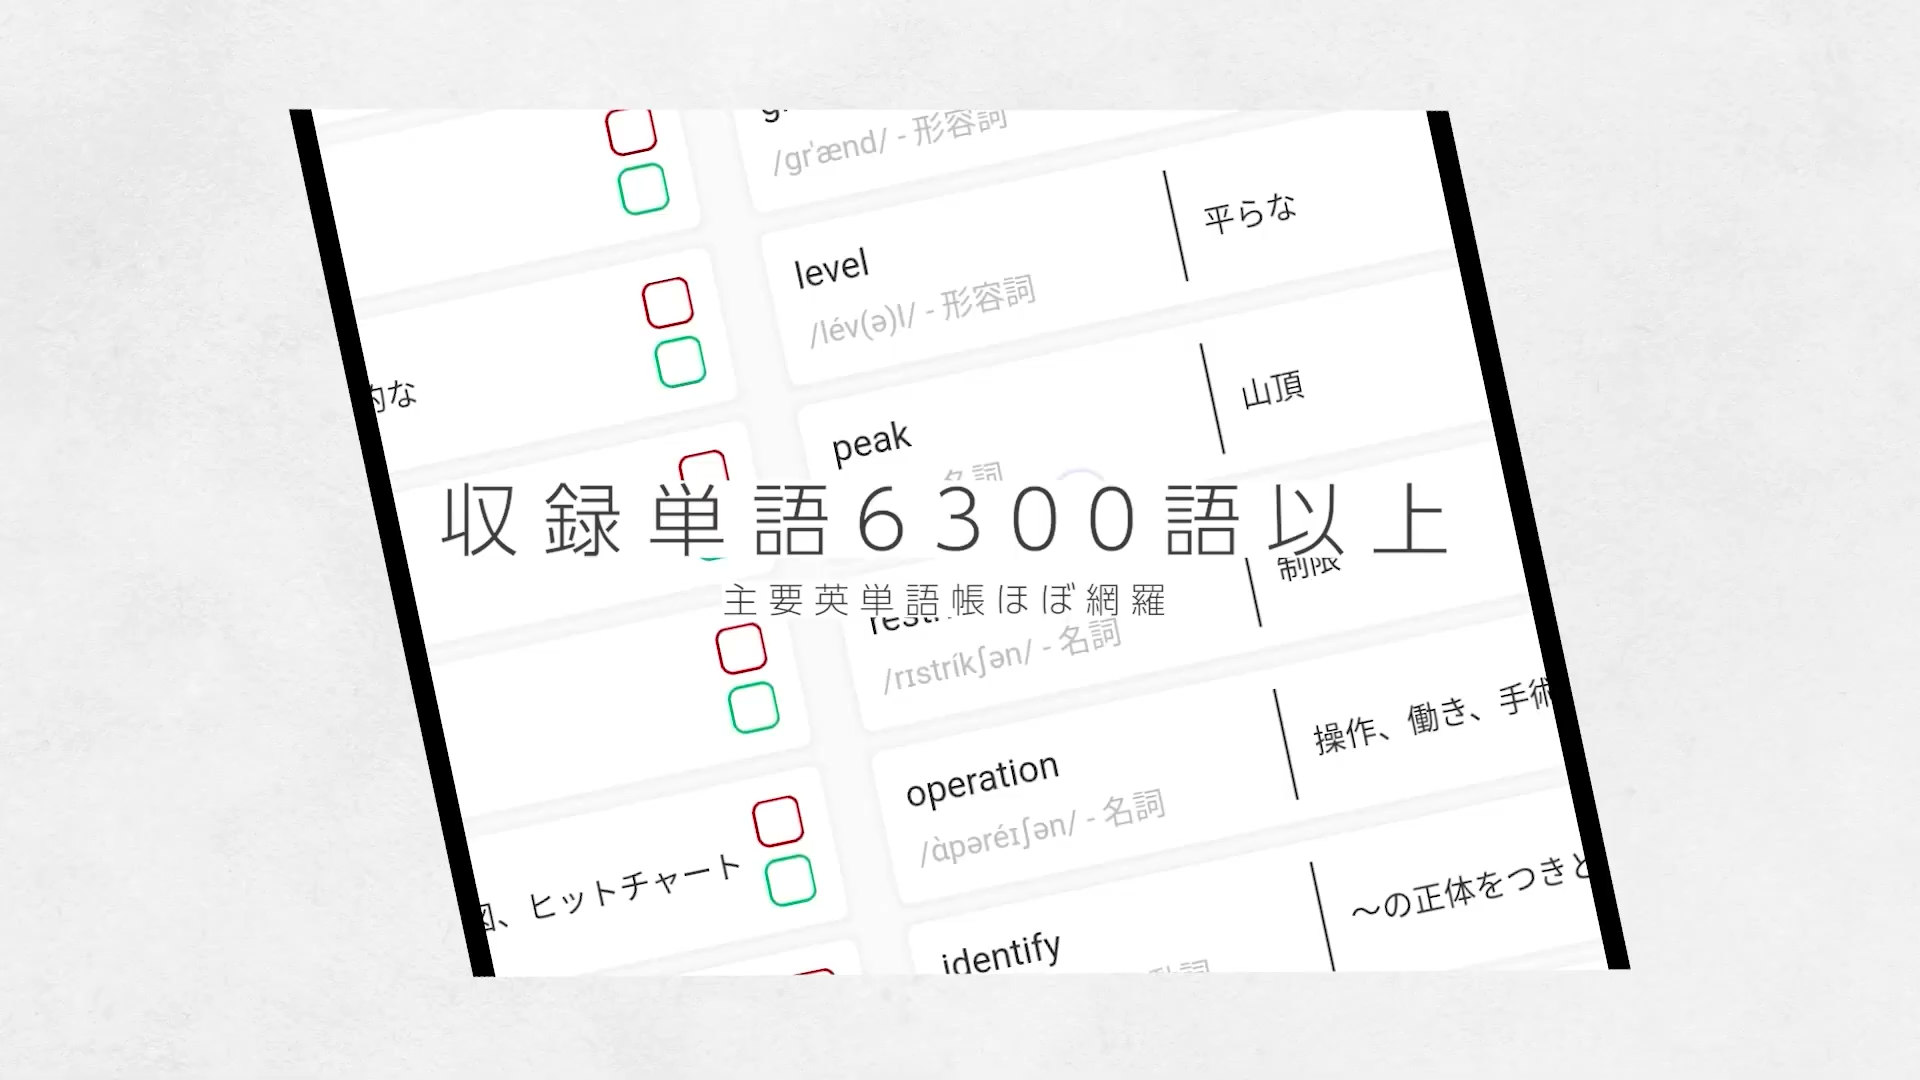 /grˈænd/ - 形容詞
level
/lév(ə)l/ - 形容詞
平らな
的な
peak
名詞
山頂
収録単語6300語以上
主要英単語帳ほぼ網羅
制限
/rɪstríkʃən/ - 名詞
operation
/ὰpəréɪʃən/ - 名詞
操作、働き、手術
図、ヒットチャート
identify
～の正体をつきと